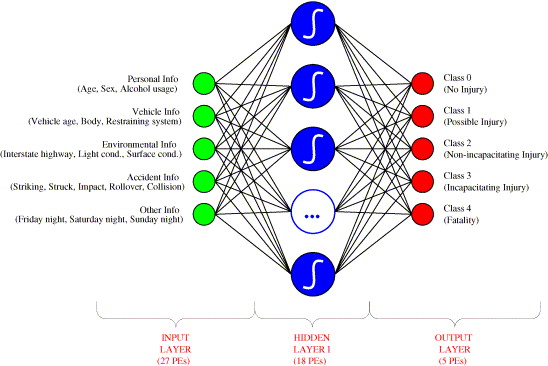 Personal Info
(Age, Sex, Alcohol usage)
Vehicle Info
(Vehicle age, Body, Restraining system)
Environmental Info
(Interstate highway, Light cond., Surface cond.)
Accident Info
(Striking, Struck, Impact, Rollover, Collision)
Other Info
(Friday night, Saturday night, Sunday night)
...
Class 0
(No Injury)
Class 1
(Possible Injury)
Class 2
(Non-incapacitating Injury)
Class 3
(Incapacitating Injury)
Class 4
(Fatality)
INPUT
LAYER
(27 PEs)
HIDDEN
LAYER 1
(18 PEs)
OUTPUT
LAYER
(5 PEs)